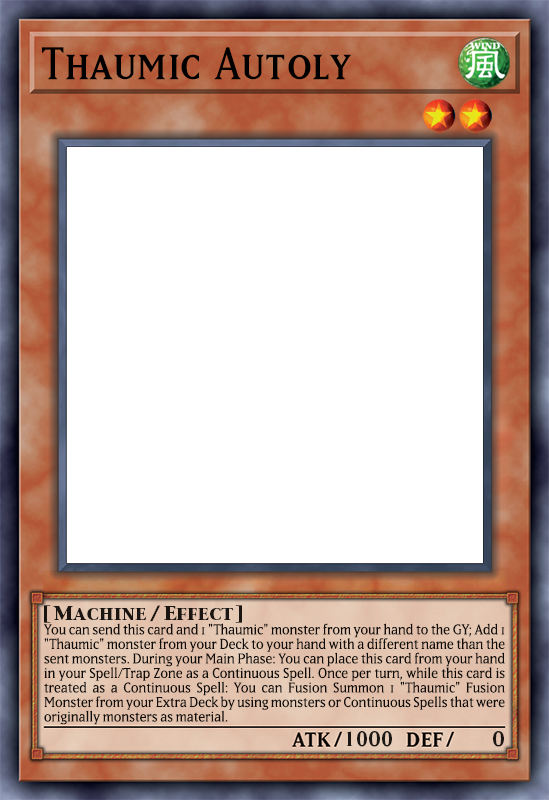 Thaumic Autoly
WIND
風
[ Machine / Effect ]
You can send this card and 1 "Thaumic" monster from your hand to the GY; Add 1
"Thaumic" monster from your Deck to your hand with a different name than the
sent monsters. During your Main Phase: You can place this card from your hand
in your Spell/Trap Zone as a Continuous Spell. Once per turn, while this card is
treated as a Continuous Spell: You can Fusion Summon 1 "Thaumic" Fusion
Monster from your Extra Deck by using monsters or Continuous Spells that were
originally monsters as material.
ATK/1000 DEF/ 0